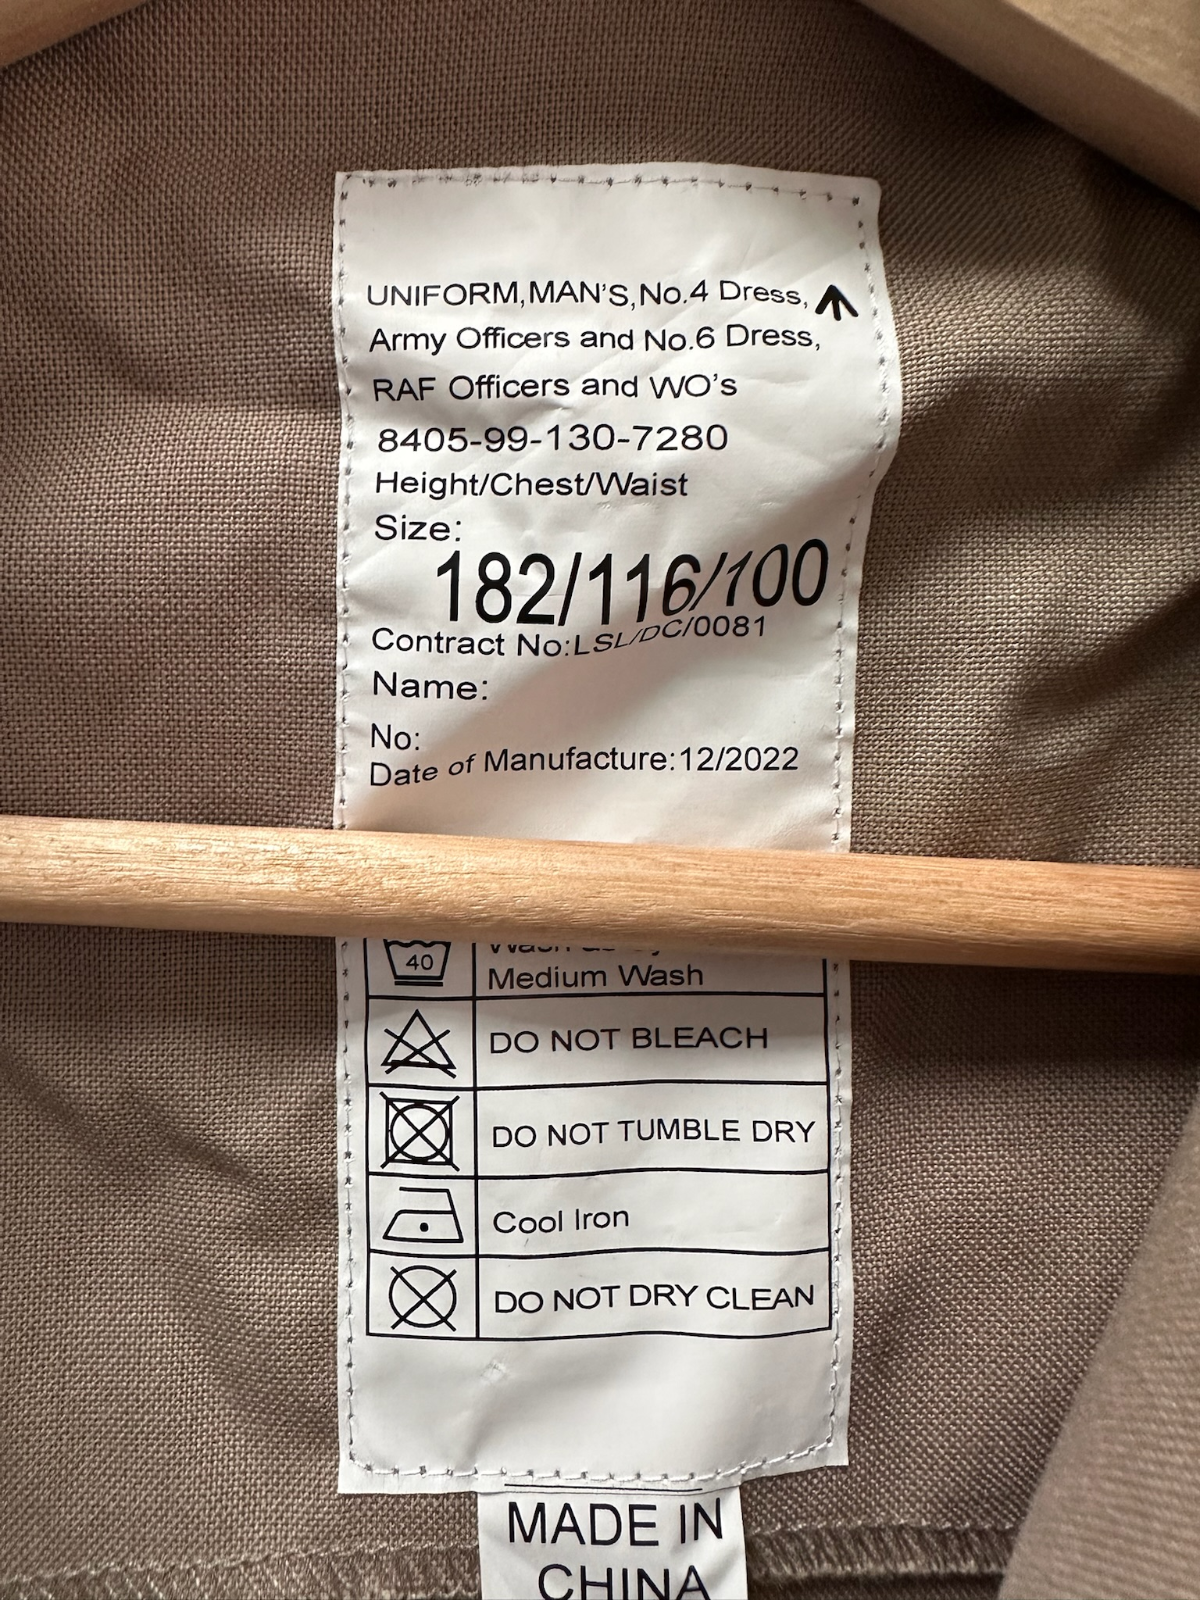 UNIFORM,MAN'S,No.4 Dress,
Army Officers and No.6 Dress,
RAF Officers and WO's
8405-99-130-7280
Height/Chest/Waist
Size:
182/116/100
Contract No:LSL/DC/0081
Name:
No:
Date of Manufacture:12/2022
40
Medium Wash
DO NOT BLEACH
DO NOT TUMBLE DRY
Cool Iron
DO NOT DRY CLEAN
MADE IN
CHINA